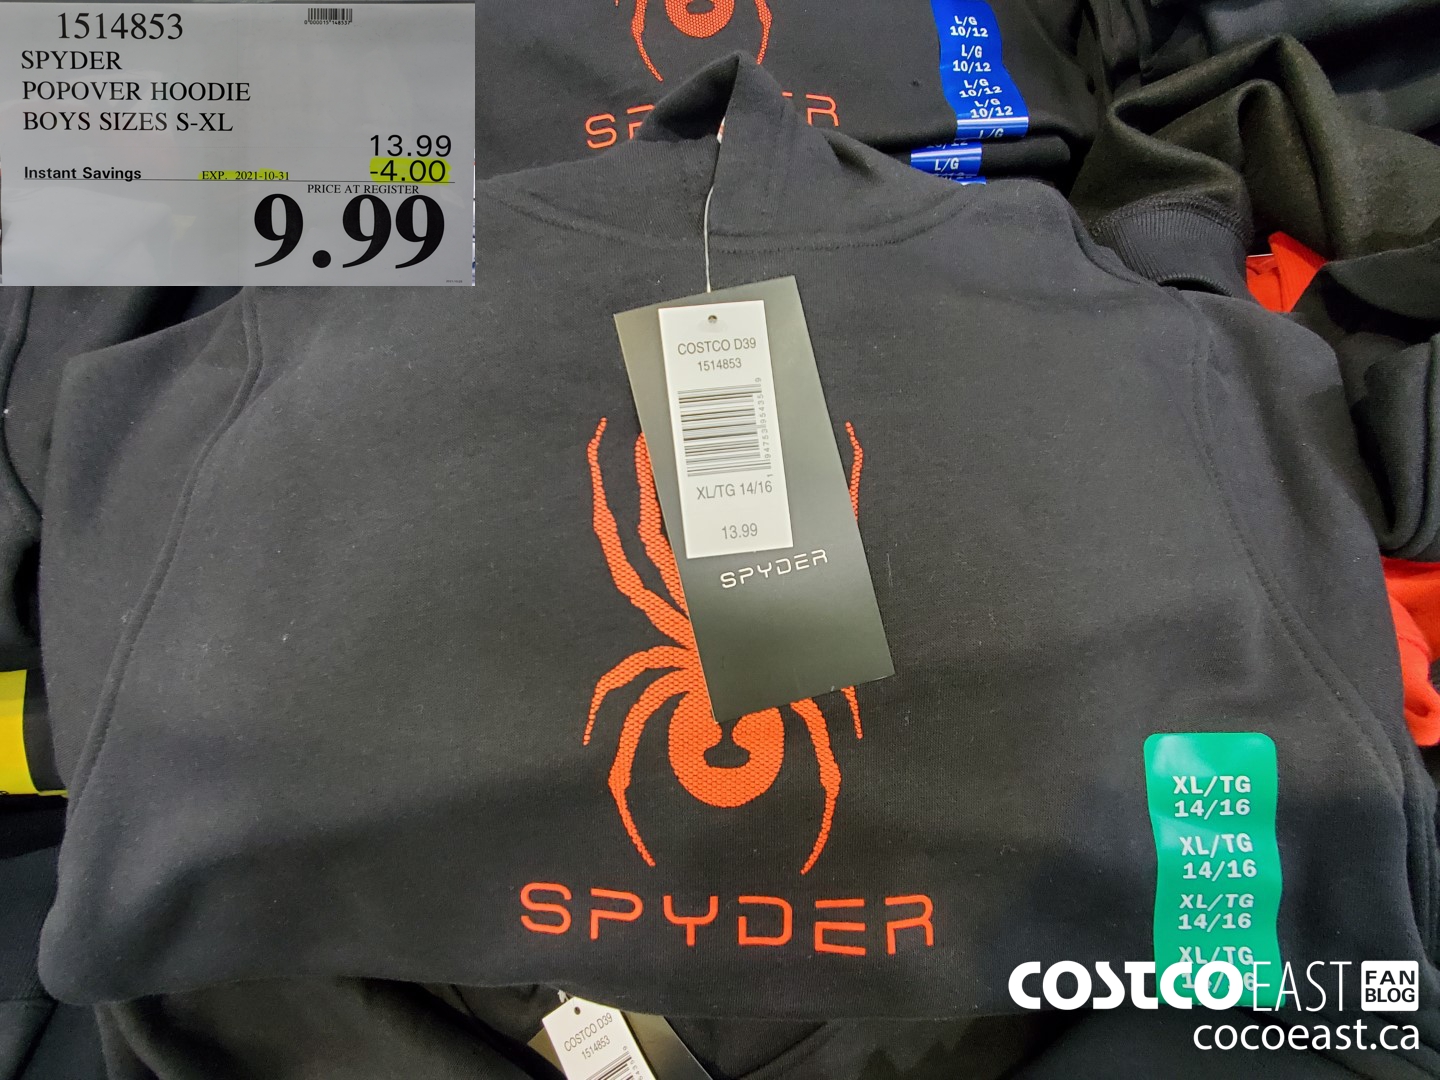 1514853
SPYDER
POPOVER HOODIE
BOYS SIZES S-XL
13.99
Instant Savings EXP. 2021-10-31 -4.00
PRICE AT REGISTER
9.99
L/G
10/12
L/G
10/12
L/G
10/12
L/G
10/12
L/G
L/G
COSTCO D39
1514853
XL/TG 14/16
13.99
SPYDER
SPYDER
XL/TG
14/16
XL/TG
14/16
XL/TG
14/16
XL/TG
COSTCO D39
1514853
COSTCO EAST FAN BLOG
cocoeast.ca